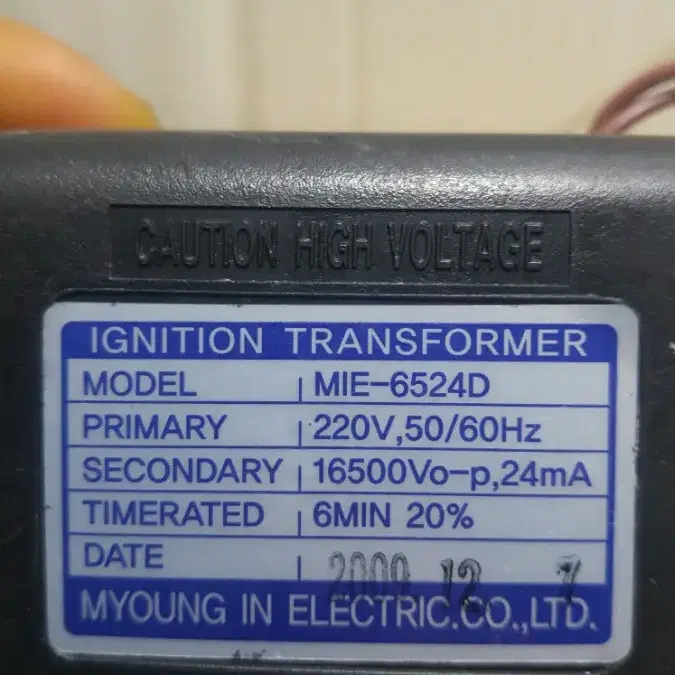 CAUTION HIGH VOLTAGE
IGNITION TRANSFORMER
MODEL MIE-6524D
PRIMARY 220V,50/60Hz
SECONDARY 16500Vo-p,24mA
TIMERATED 6MIN 20%
DATE 2009. 12 7
MYOUNG IN ELECTRIC.CO.,LTD.